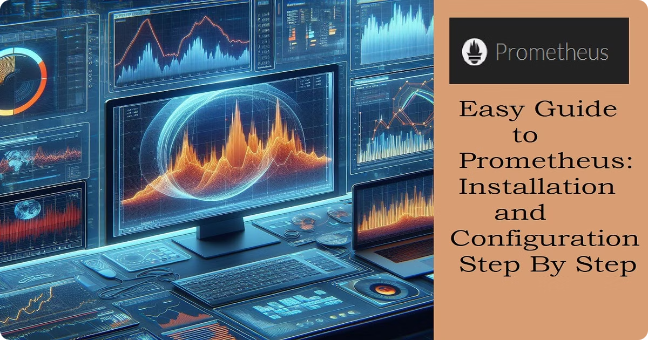 Prometheus
Easy Guide
to
Prometheus:
Installation
and
Configuration
Step By Step